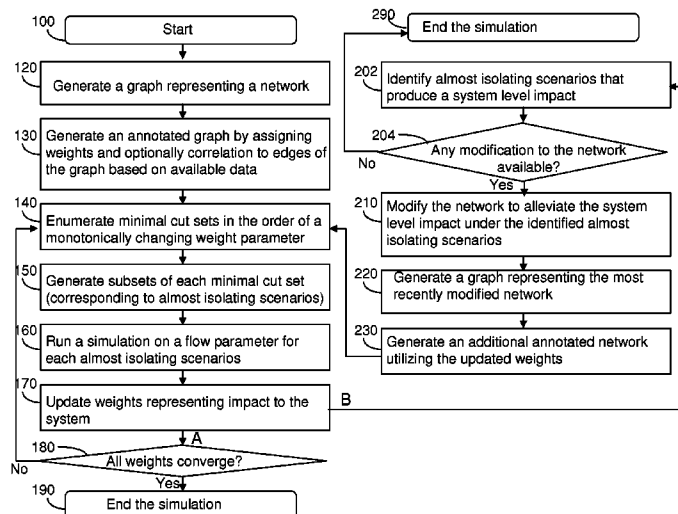 100
Start
120
Generate a graph representing a network
130
Generate an annotated graph by assigning
weights and optionally correlation to edges
of the graph based on available data
140
Enumerate minimal cut sets in the order of a
monotonically changing weight parameter
150
Generate subsets of each minimal cut set
(corresponding to almost isolating scenarios)
160
Run a simulation on a flow parameter for
each almost isolating scenarios
170
Update weights representing impact to the
system
A
B
180
All weights converge?
No
Yes
190
End the simulation
290
End the simulation
202
Identify almost isolating scenarios that
produce a system level impact
204
Any modification to the network
available?
No
Yes
210
Modify the network to alleviate the system
level impact under the identified almost
isolating scenarios
220
Generate a graph representing the most
recently modified network
230
Generate an additional annotated network
utilizing the updated weights